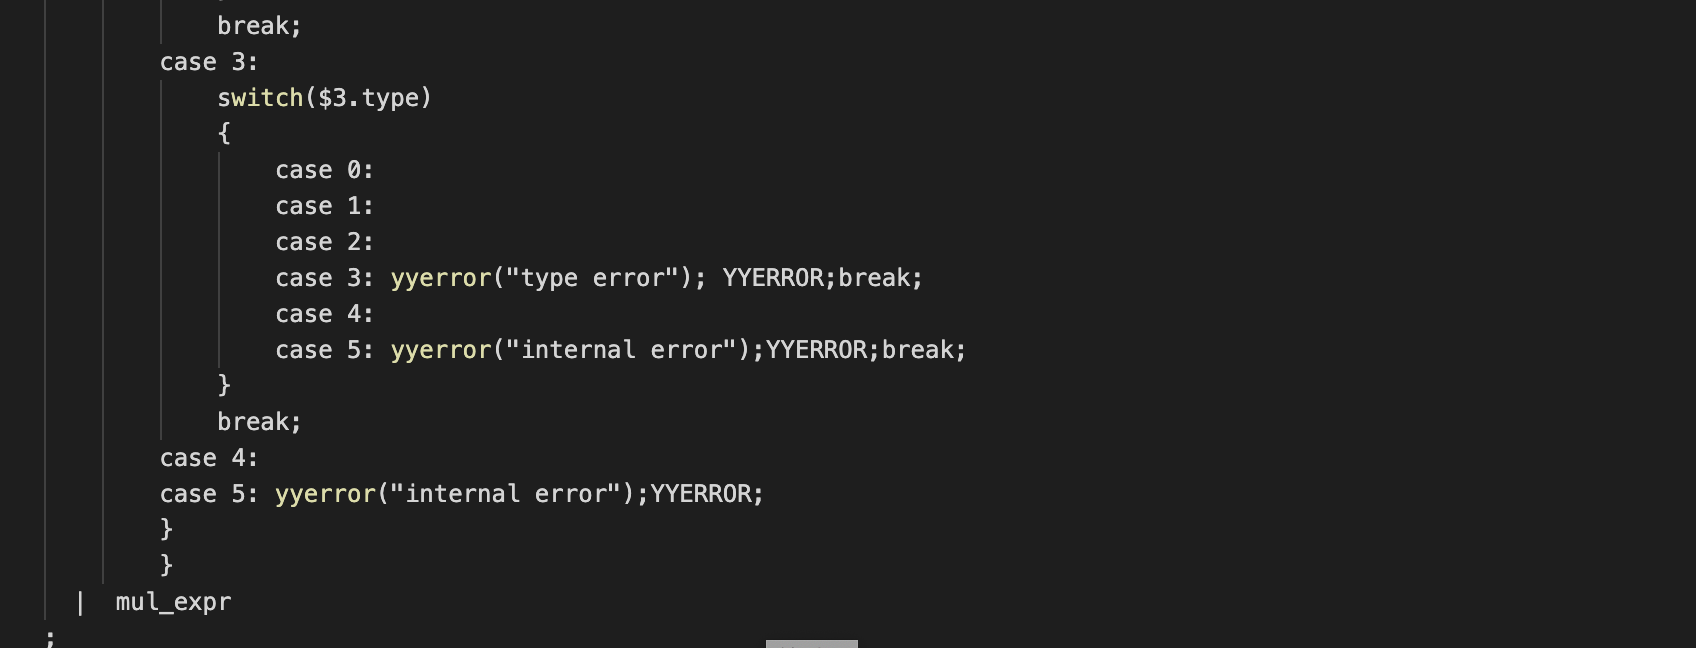 break;
case 3:
switch($3.type)
{
case 0:
case 1:
case 2:
case 3: yyerror("type error"); YYERROR;break;
case 4:
case 5: yyerror("internal error");YYERROR;break;
}
break;
case 4:
case 5: yyerror("internal error");YYERROR;
}
}
| mul_expr
;